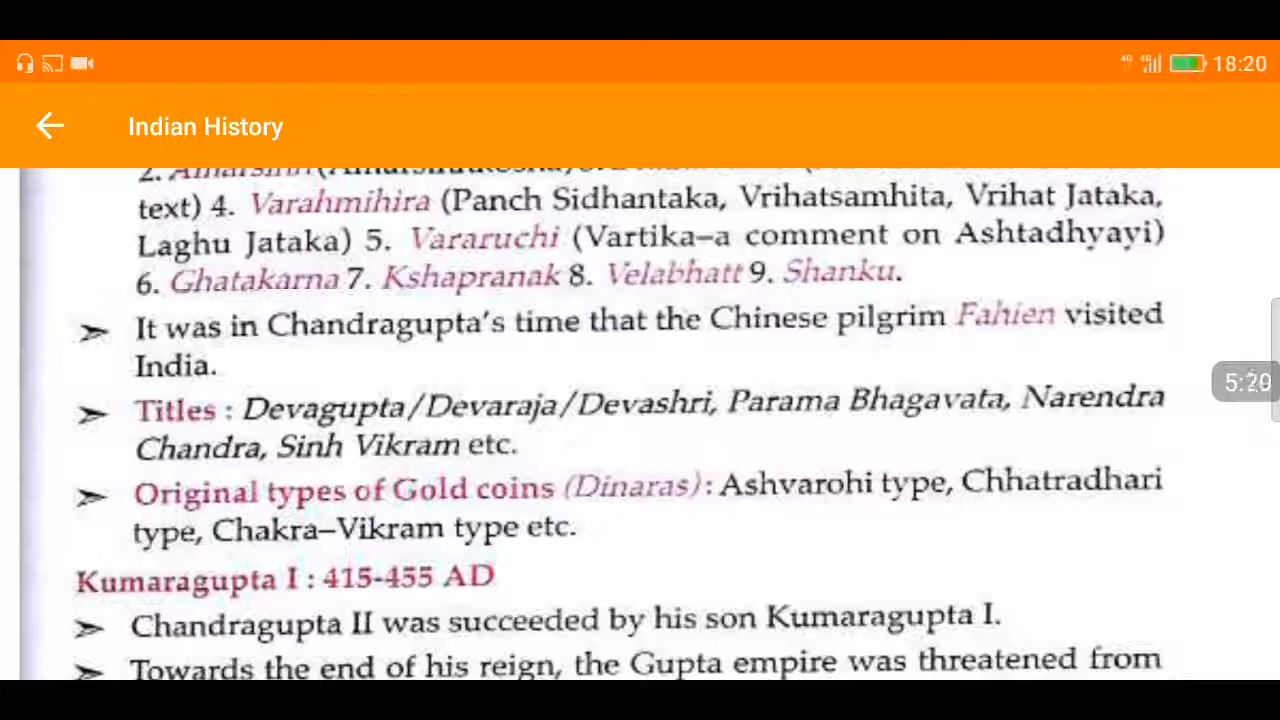 18:20
Indian History
2.
text) 4. Varahmihira (Panch Sidhantaka, Vrihatsamhita, Vrihat Jataka,
Laghu Jataka) 5. Vararuchi (Vartika–a comment on Ashtadhyayi)
6. Ghatakarna 7. Kshapranak 8. Velabhatt 9. Shanku.
➢ It was in Chandragupta's time that the Chinese pilgrim Fahien visited
India.
5:20
➢ Titles : Devagupta/Devaraja/Devashri, Parama Bhagavata, Narendra
Chandra, Sinh Vikram etc.
➢ Original types of Gold coins (Dinaras) : Ashvarohi type, Chhatradhari
type, Chakra–Vikram type etc.
Kumaragupta I : 415-455 AD
➢ Chandragupta II was succeeded by his son Kumaragupta I.
➢ Towards the end of his reign, the Gupta empire was threatened from